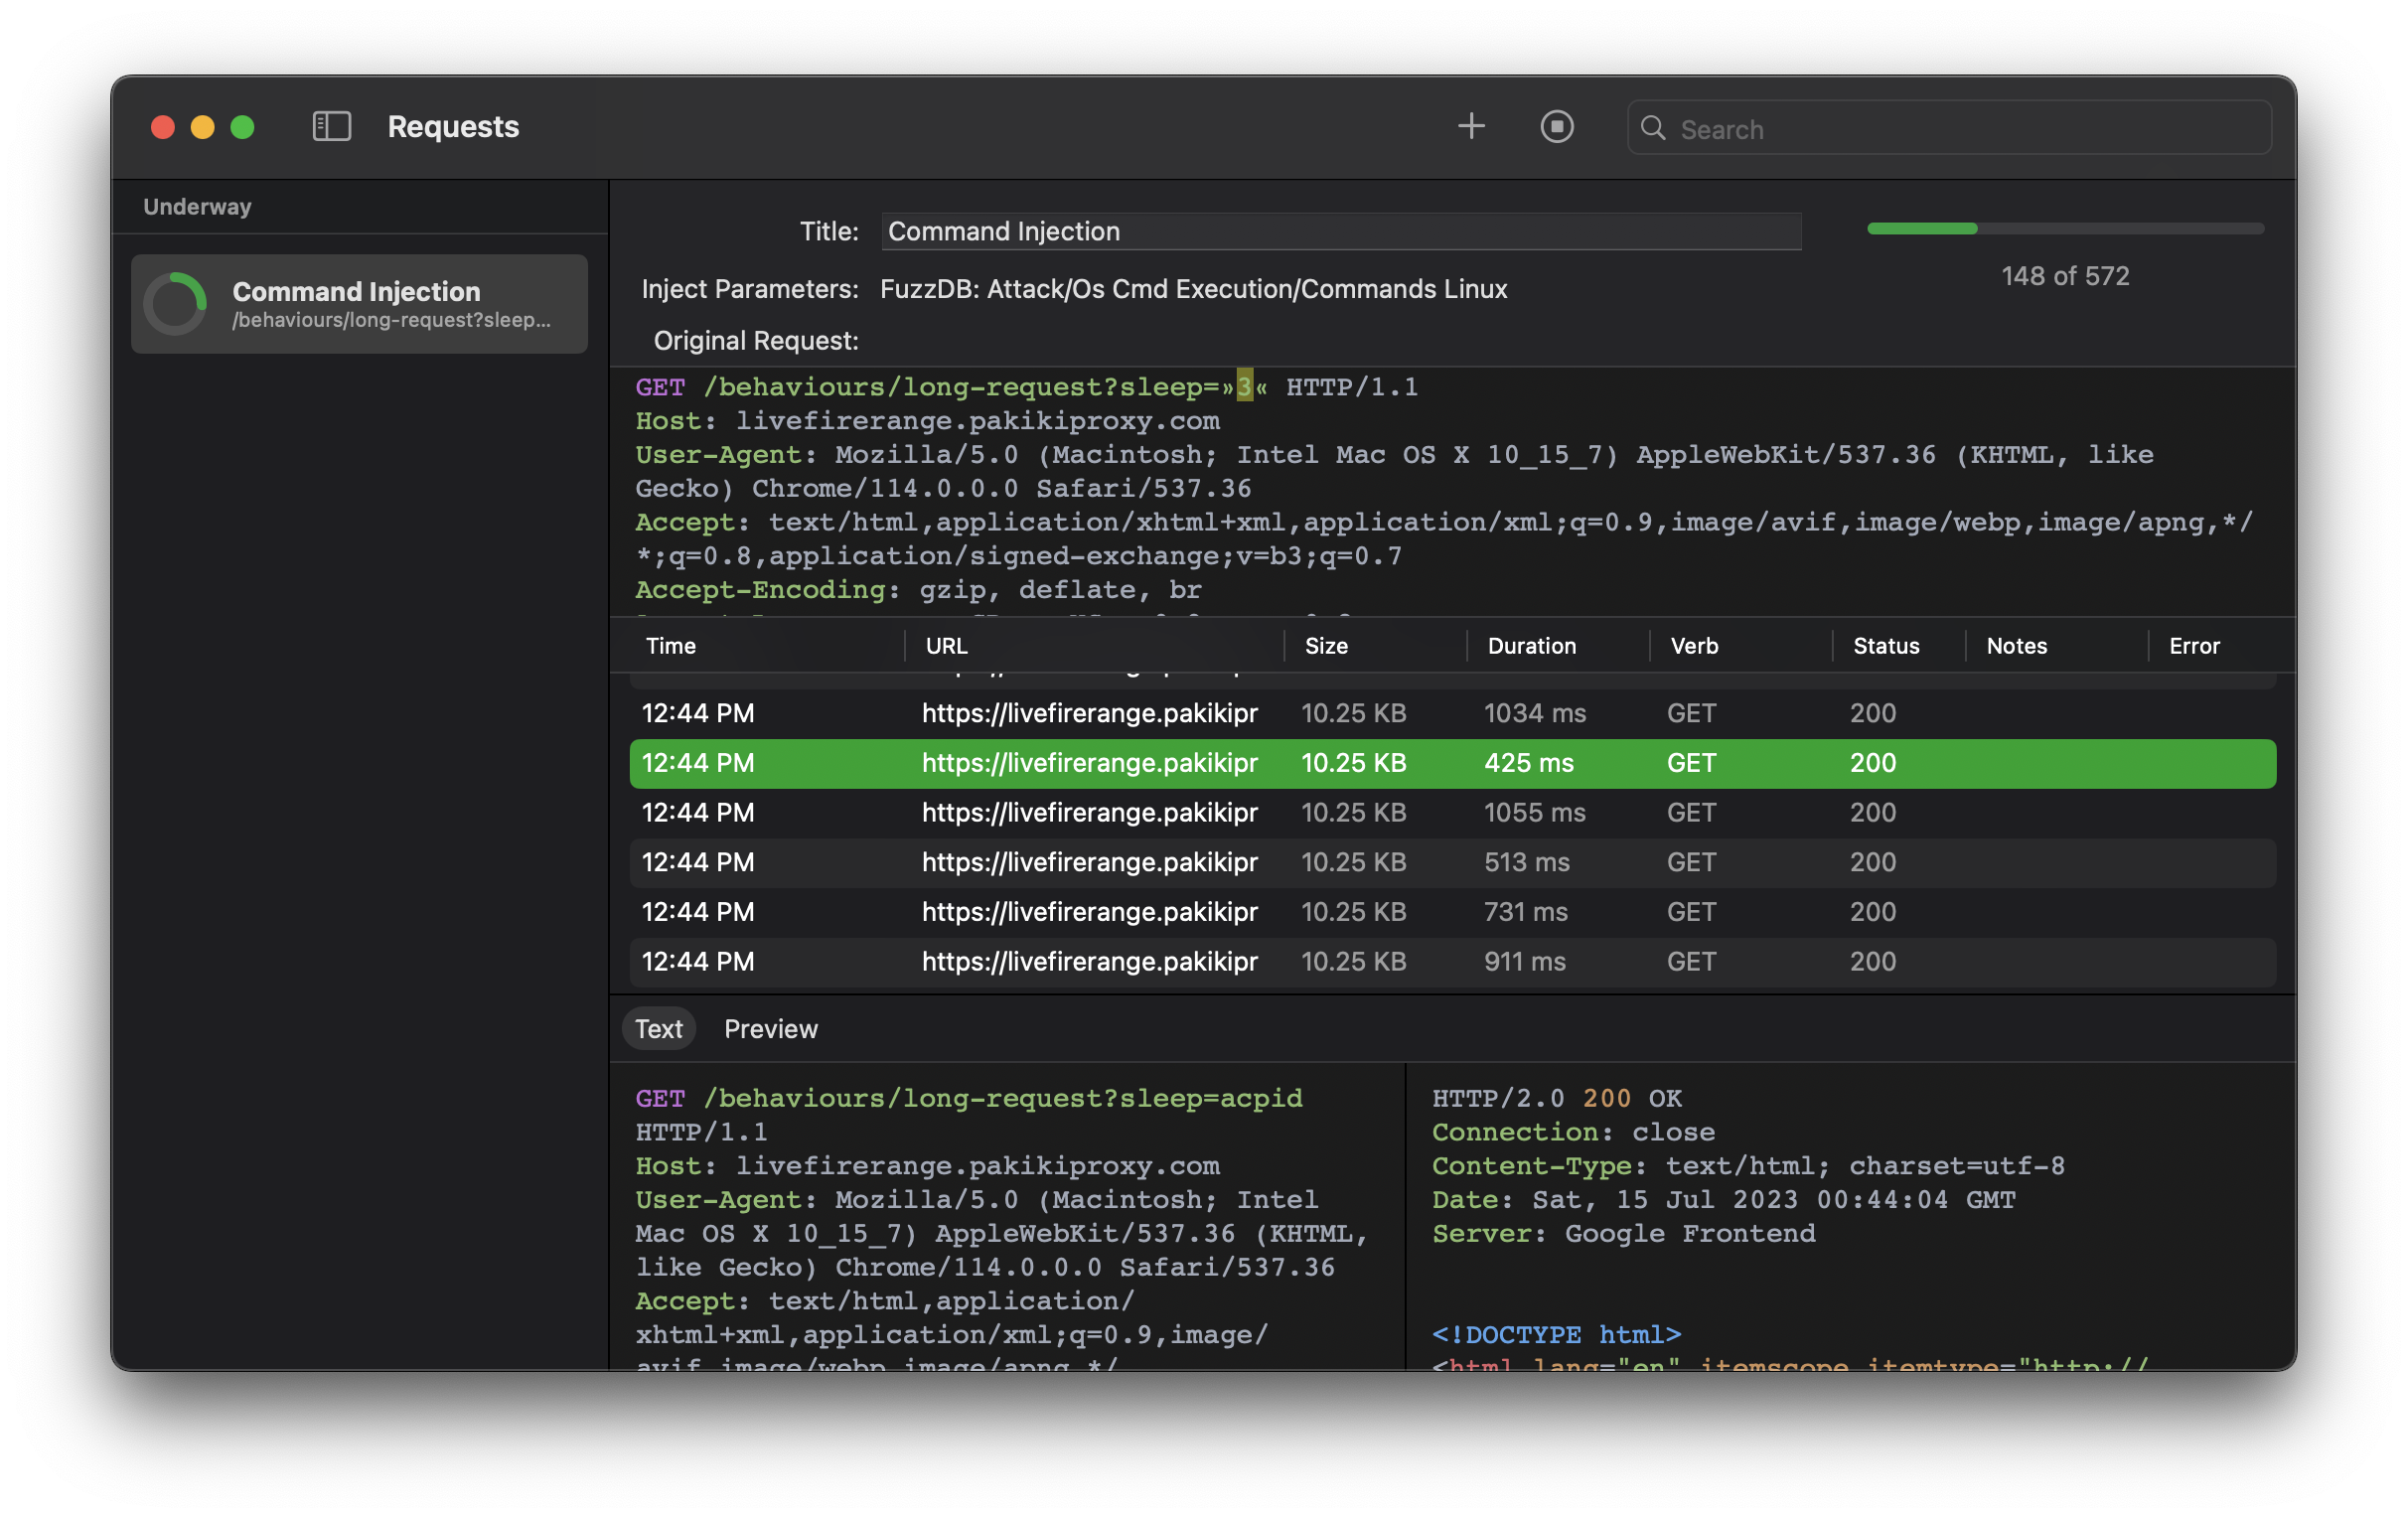 Requests
Search
Underway
Command Injection
/behaviours/long-request?sleep...
Title: Command Injection
148 of 572
Inject Parameters: FuzzDB: Attack/Os Cmd Execution/Commands Linux
Original Request:
GET /behaviours/long-request?sleep=»3« HTTP/1.1
Host: livefirerange.pakikiproxy.com
User-Agent: Mozilla/5.0 (Macintosh; Intel Mac OS X 10_15_7) AppleWebKit/537.36 (KHTML, like
Gecko) Chrome/114.0.0.0 Safari/537.36
Accept: text/html,application/xhtml+xml,application/xml;q=0.9,image/avif,image/webp,image/apng,*/
*;q=0.8,application/signed-exchange;v=b3;q=0.7
Accept-Encoding: gzip, deflate, br
Time URL Size Duration Verb Status Notes Error
12:44 PM https://livefirerange.pakikipr 10.25 KB 1034 ms GET 200
12:44 PM https://livefirerange.pakikipr 10.25 KB 425 ms GET 200
12:44 PM https://livefirerange.pakikipr 10.25 KB 1055 ms GET 200
12:44 PM https://livefirerange.pakikipr 10.25 KB 513 ms GET 200
12:44 PM https://livefirerange.pakikipr 10.25 KB 731 ms GET 200
12:44 PM https://livefirerange.pakikipr 10.25 KB 911 ms GET 200
Text Preview
GET /behaviours/long-request?sleep=acpid
HTTP/1.1
Host: livefirerange.pakikiproxy.com
User-Agent: Mozilla/5.0 (Macintosh; Intel
Mac OS X 10_15_7) AppleWebKit/537.36 (KHTML,
like Gecko) Chrome/114.0.0.0 Safari/537.36
Accept: text/html,application/
xhtml+xml,application/xml;q=0.9,image/
avif,image/webp,image/apng,*/
HTTP/2.0 200 OK
Connection: close
Content-Type: text/html; charset=utf-8
Date: Sat, 15 Jul 2023 00:44:04 GMT
Server: Google Frontend
<!DOCTYPE html>
<html lang="en" itemscope itemtype="http://